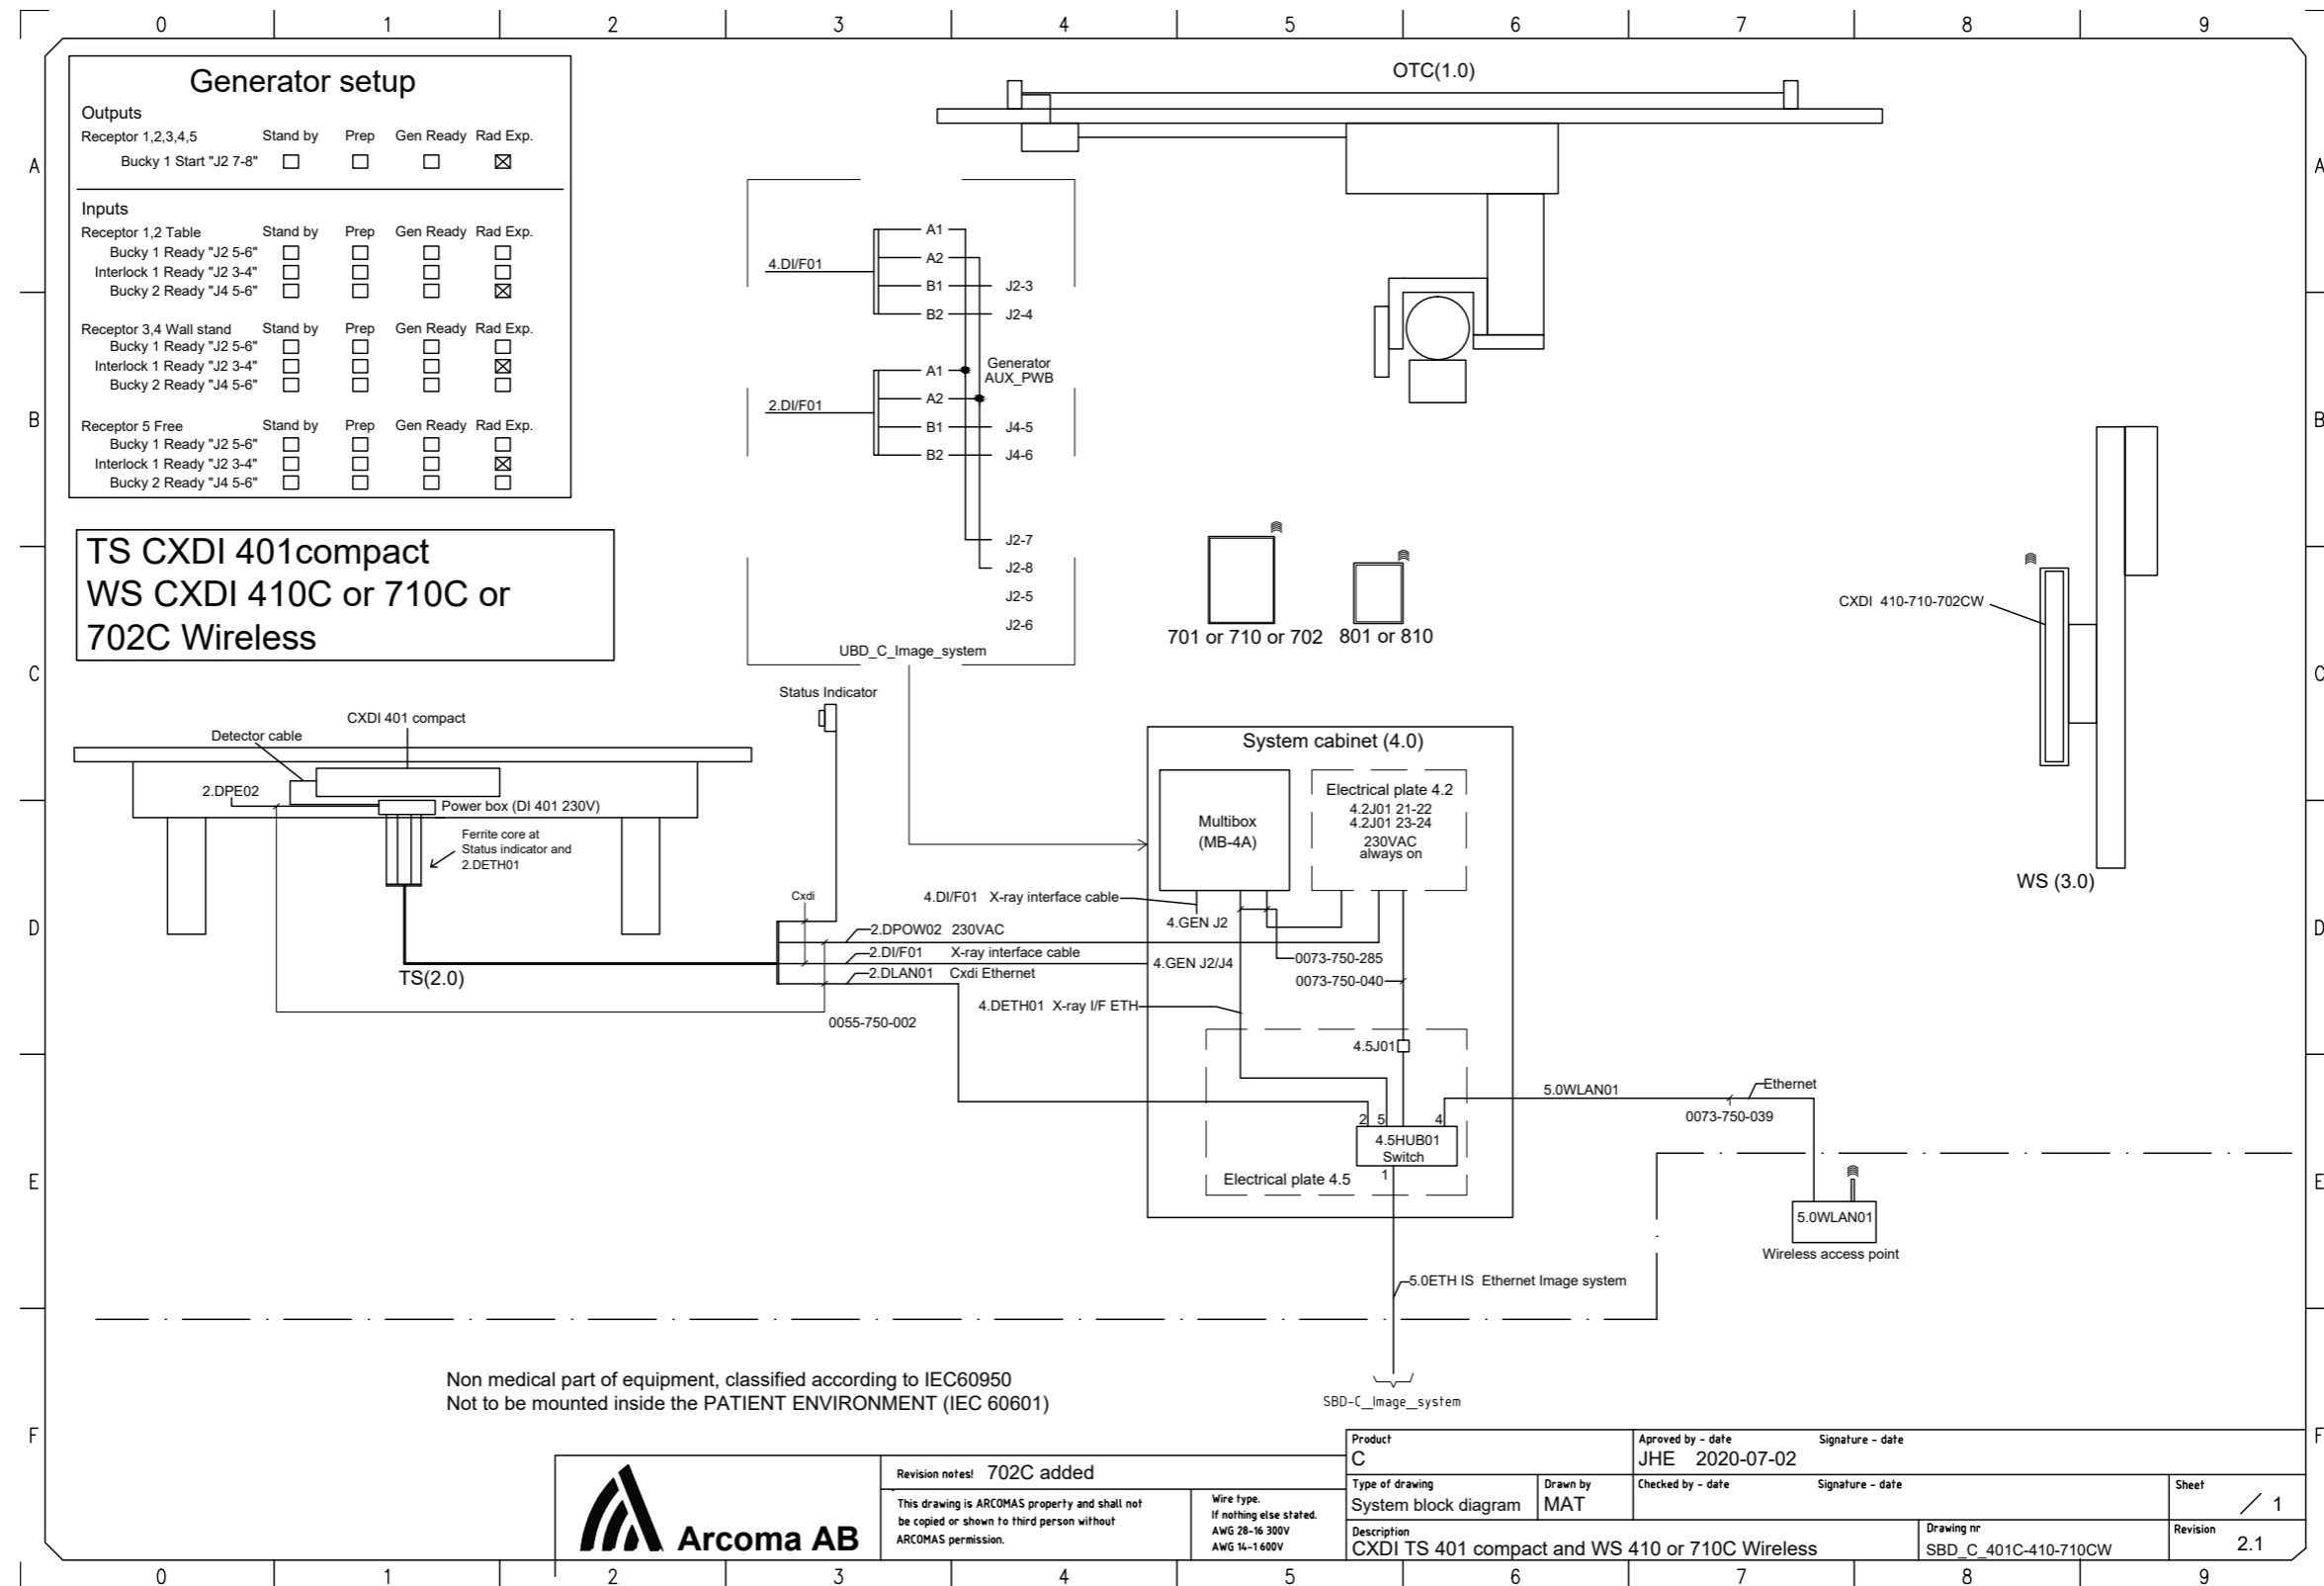 0 1 2 3 4 5 6 7 8 9
Generator setup
Outputs
Receptor 1,2,3,4,5 Stand by Prep Gen Ready Rad Exp.
Bucky 1 Start "J2 7-8"
Inputs
Receptor 1,2 Table Stand by Prep Gen Ready Rad Exp.
Bucky 1 Ready "J2 5-6"
Interlock 1 Ready "J2 3-4"
Bucky 2 Ready "J4 5-6"
Receptor 3,4 Wall stand Stand by Prep Gen Ready Rad Exp.
Bucky 1 Ready "J2 5-6"
Interlock 1 Ready "J2 3-4"
Bucky 2 Ready "J4 5-6"
Receptor 5 Free Stand by Prep Gen Ready Rad Exp.
Bucky 1 Ready "J2 5-6"
Interlock 1 Ready "J2 3-4"
Bucky 2 Ready "J4 5-6"
A
B
C
D
E
F
TS CXDI 401compact
WS CXDI 410C or 710C or
702C Wireless
OTC(1.0)
4.DI/F01
A1
A2
B1 J2-3
B2 J2-4
Generator
AUX_PWB
2.DI/F01
A1
A2
B1 J4-5
B2 J4-6
J2-7
J2-8
J2-5
J2-6
UBD_C_Image_system
701 or 710 or 702
801 or 810
CXDI 410-710-702CW
WS (3.0)
Status Indicator
CXDI 401 compact
Detector cable
2.DPE02
Power box (DI 401 230V)
Ferrite core at
Status indicator and
2.DETH01
TS(2.0)
Cxdi
2.DPOW02 230VAC
2.DI/F01 X-ray interface cable
2.DLAN01 Cxdi Ethernet
0055-750-002
System cabinet (4.0)
Multibox
(MB-4A)
Electrical plate 4.2
4.2J01 21-22
4.2J01 23-24
230VAC
always on
4.DI/F01 X-ray interface cable
4.GEN J2
4.GEN J2/J4
0073-750-285
0073-750-040
4.DETH01 X-ray I/F ETH
4.5J01
2 5 4
4.5HUB01
Switch
1
Electrical plate 4.5
5.0WLAN01
Ethernet
0073-750-039
5.0WLAN01
Wireless access point
5.0ETH IS Ethernet Image system
SBD-C_Image_system
Non medical part of equipment, classified according to IEC60950
Not to be mounted inside the PATIENT ENVIRONMENT (IEC 60601)
Arcoma AB
Revision notes! 702C added
This drawing is ARCOMAS property and shall not
be copied or shown to third person without
ARCOMAS permission.
Wire type.
If nothing else stated.
AWG 28-16 300V
AWG 14-1 600V
Product
C
Aproved by - date Signature - date
JHE 2020-07-02
Type of drawing
System block diagram
Drawn by
MAT
Checked by - date Signature - date
Sheet
/ 1
Description
CXDI TS 401 compact and WS 410 or 710C Wireless
Drawing nr
SBD_C_401C-410-710CW
Revision
2.1
A
B
C
D
E
F
0 1 2 3 4 5 6 7 8 9